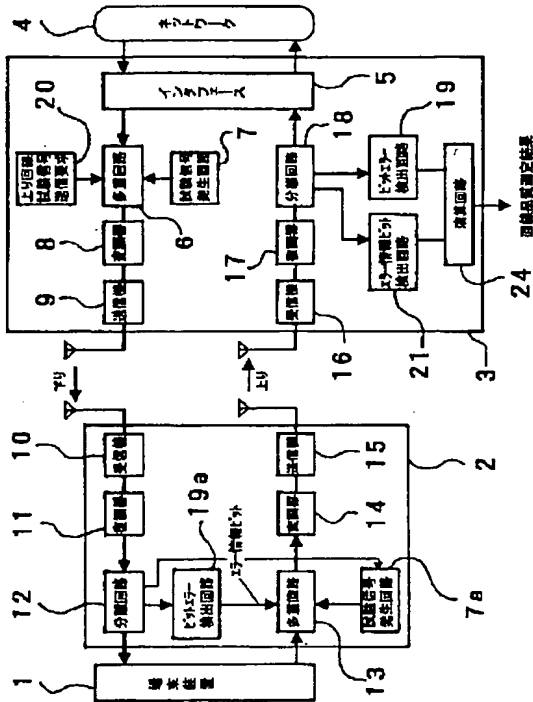 4
ネットワーク
インタフェース
5
20
上り回線
試験信号
送信要求
多重回路
6
試験信号
発生回路
7
8
変調器
9
送信機
18
分離回路
17
復調器
16
受信機
ビットエラー
検出回路
19
エラー情報ビット
検出回路
21
演算回路
24
回線品質測定結果
3
下り
上り
10
受信機
11
復調器
12
分離回路
ビットエラー
検出回路
19a
エラー情報ビット
多重回路
13
変調器
14
送信機
15
試験信号
発生回路
7a
2
1
端末装置